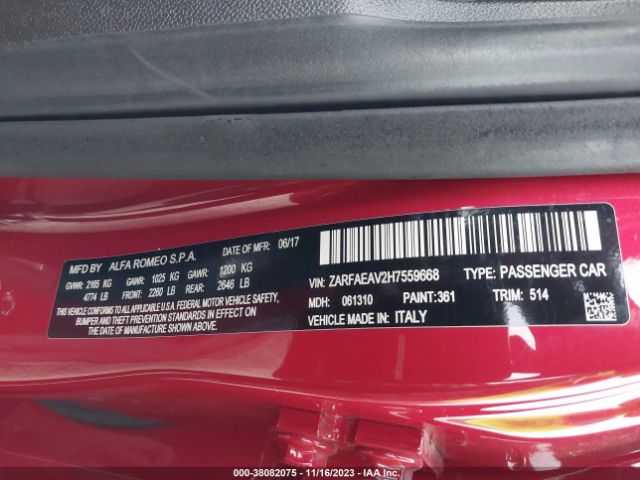 MFD BY ALFA ROMEO S.P.A. DATE OF MFR: 06/17
GVWR: 2165 KG GAWR: 1025 KG GAWR: 1200 KG
4774 LB FRONT: 2260 LB REAR: 2646 LB
THIS VEHICLE CONFORMS TO ALL APPLICABLE U.S.A. FEDERAL MOTOR VEHICLE SAFETY,
BUMPER AND THEFT PREVENTION STANDARDS IN EFFECT ON
THE DATE OF MANUFACTURE SHOWN ABOVE.
VIN: ZARFAEAV2H7559668 TYPE: PASSENGER CAR
MDH: 061310 PAINT:361 TRIM: 514
VEHICLE MADE IN: ITALY
000-38082075 - 11/16/2023 - IAA Inc.